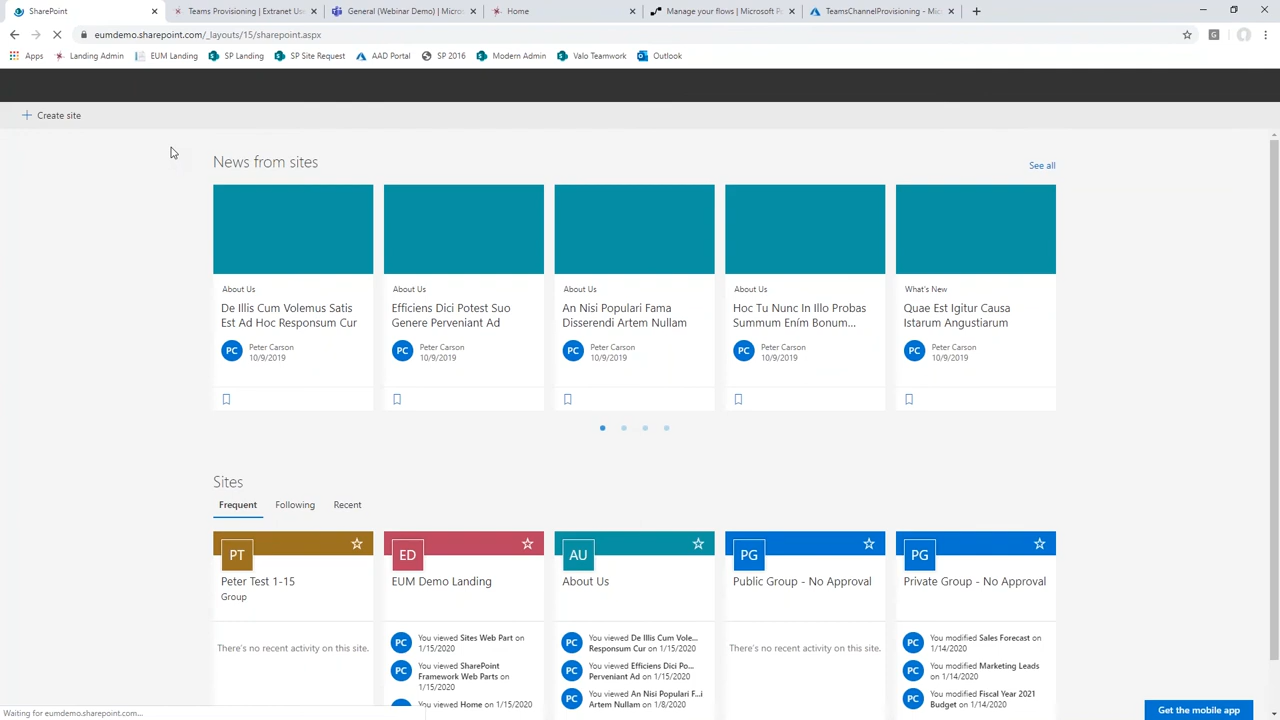 SharePoint
Teams Provisioning | Extranet Use
General (Webinar Demo) | Micros
Home
Manage your flows | Microsoft Po
TeamsChannelProvisioning - Mic
eumdemo.sharepoint.com/_layouts/15/sharepoint.aspx
Apps
Landing Admin
EUM Landing
SP Landing
SP Site Request
AAD Portal
SP 2016
Modern Admin
Valo Teamwork
Outlook
Create site
News from sites
See all
About Us
De Illis Cum Volemus Satis
Est Ad Hoc Responsum Cur
PC
Peter Carson
10/9/2019
About Us
Efficiens Dici Potest Suo
Genere Perveniant Ad
PC
Peter Carson
10/9/2019
About Us
An Nisi Populari Fama
Disserendi Artem Nullam
PC
Peter Carson
10/9/2019
About Us
Hoc Tu Nunc In Illo Probas
Summum Enim Bonum...
PC
Peter Carson
10/9/2019
What's New
Quae Est Igitur Causa
Istarum Angustiarum
PC
Peter Carson
10/9/2019
Sites
Frequent
Following
Recent
PT
Peter Test 1-15
Group
There's no recent activity on this site.
ED
EUM Demo Landing
PC
You viewed Sites Web Part on
1/15/2020
PC
You viewed SharePoint
Framework Web Parts on
1/15/2020
You viewed Home on 1/15/2020
AU
About Us
PC
You viewed De Illis Cum Vole...
Responsum Cur on 1/15/2020
PC
You viewed Efficiens Dici Po...
Perveniant Ad on 1/15/2020
PC
You viewed An Nisi Populari F...i
Artem Nullam on 1/8/2020
PG
Public Group - No Approval
There's no recent activity on this site.
PG
Private Group - No Approval
PC
You modified Sales Forecast on
1/14/2020
PC
You modified Marketing Leads
on 1/14/2020
PC
You modified Fiscal Year 2021
Budget on 1/14/2020
Waiting for eumdemo.sharepoint.com...
Get the mobile app